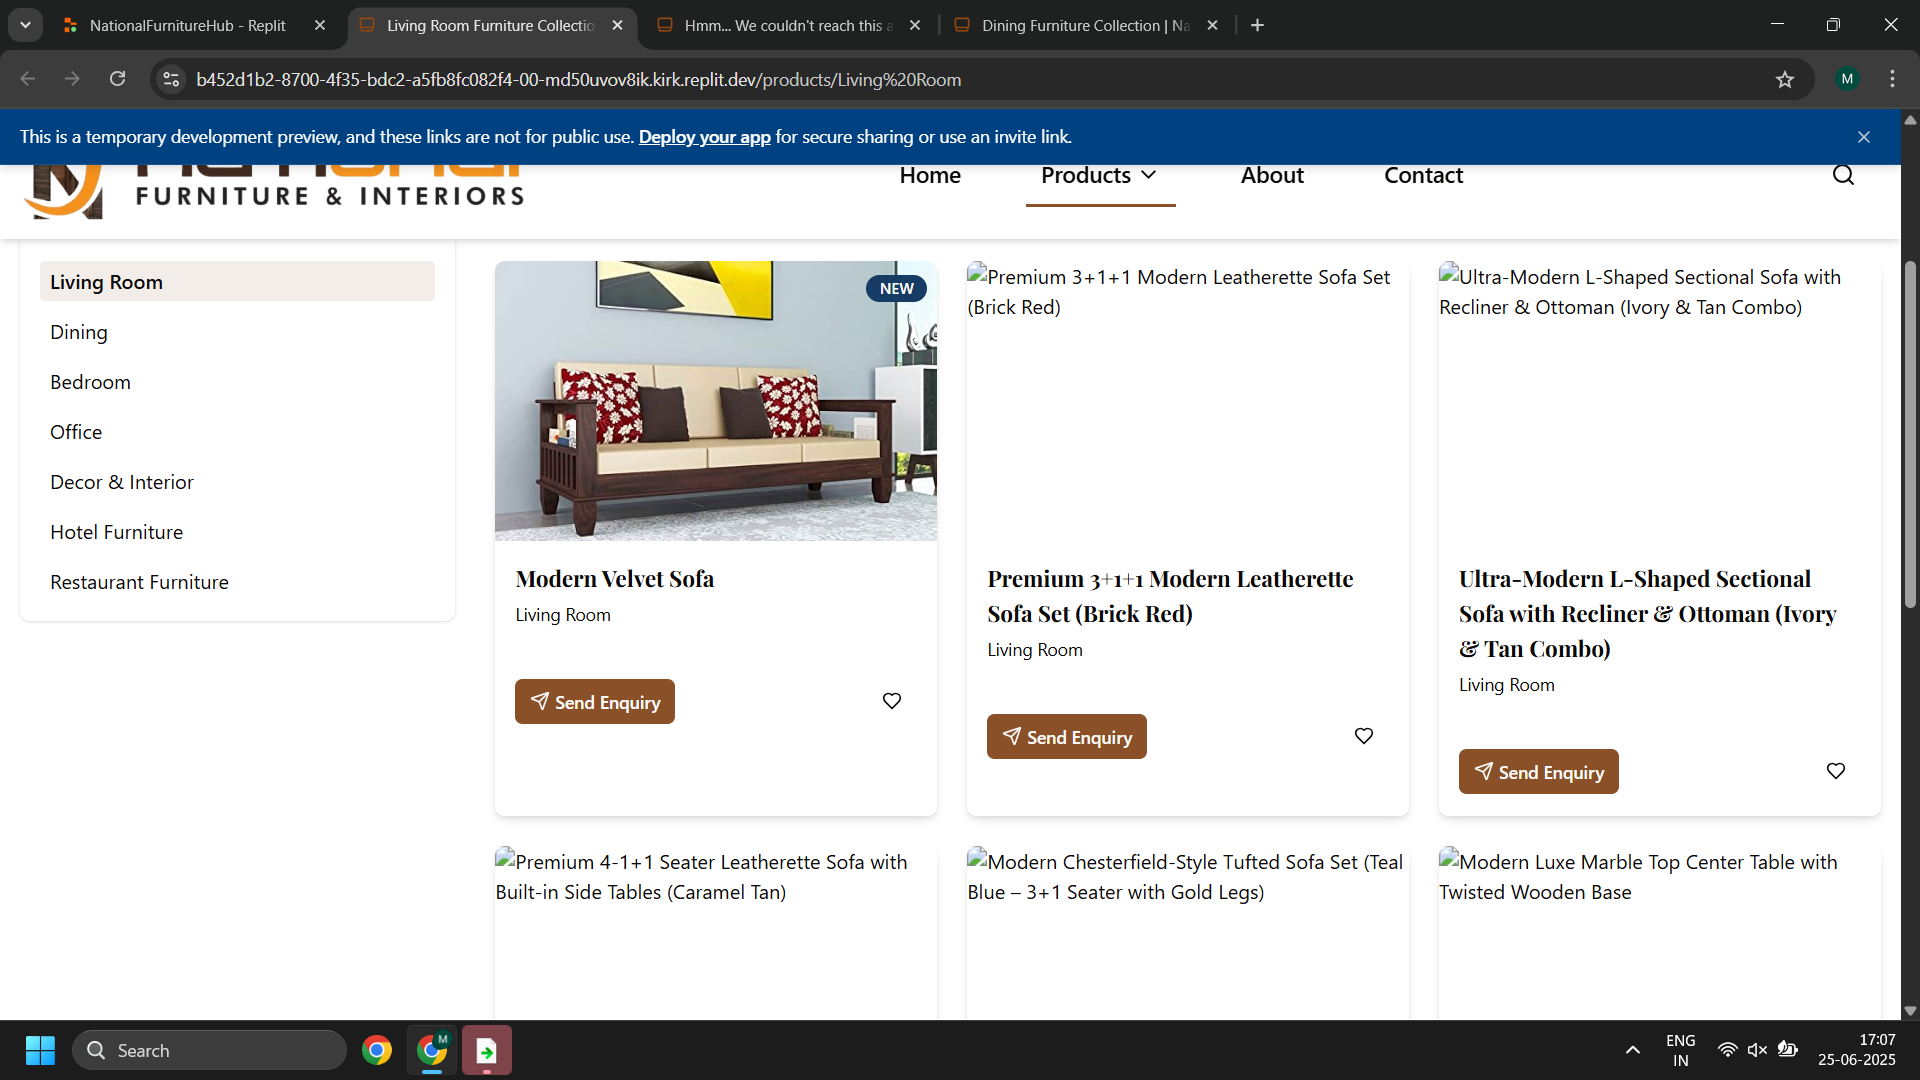 NationalFurnitureHub - Replit
Living Room Furniture Collectio
Hmm... We couldn't reach this a
Dining Furniture Collection | Na
b452d1b2-8700-4f35-bdc2-a5fb8fc082f4-00-md50uvov8ik.kirk.replit.dev/products/Living%20Room
M
This is a temporary development preview, and these links are not for public use. Deploy your app for secure sharing or use an invite link.
FURNITURE & INTERIORS
Home
Products
About
Contact
Living Room
Dining
Bedroom
Office
Decor & Interior
Hotel Furniture
Restaurant Furniture
NEW
Modern Velvet Sofa
Living Room
Send Enquiry
Premium 3+1+1 Modern Leatherette Sofa Set
(Brick Red)
Premium 3+1+1 Modern Leatherette
Sofa Set (Brick Red)
Living Room
Send Enquiry
Ultra-Modern L-Shaped Sectional Sofa with
Recliner & Ottoman (Ivory & Tan Combo)
Ultra-Modern L-Shaped Sectional
Sofa with Recliner & Ottoman (Ivory
& Tan Combo)
Living Room
Send Enquiry
Premium 4-1+1 Seater Leatherette Sofa with
Built-in Side Tables (Caramel Tan)
Modern Chesterfield-Style Tufted Sofa Set (Teal
Blue – 3+1 Seater with Gold Legs)
Modern Luxe Marble Top Center Table with
Twisted Wooden Base
Search
M
ENG
IN
17:07
25-06-2025